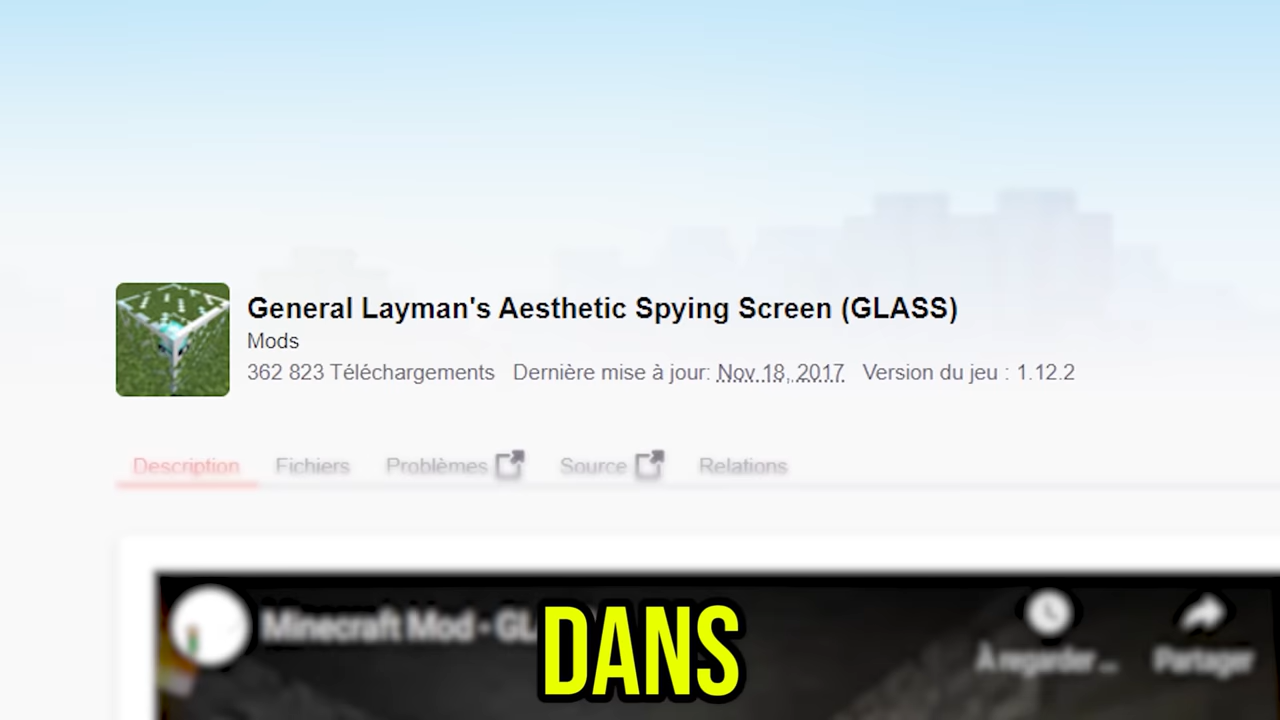 General Layman's Aesthetic Spying Screen (GLASS)
Mods
362 823 Téléchargements Dernière mise à jour: Nov 18, 2017 Version du jeu : 1.12.2
Description Fichiers Problèmes Source Relations
Minecraft Mod - GL
À regarder ... Partager
DANS